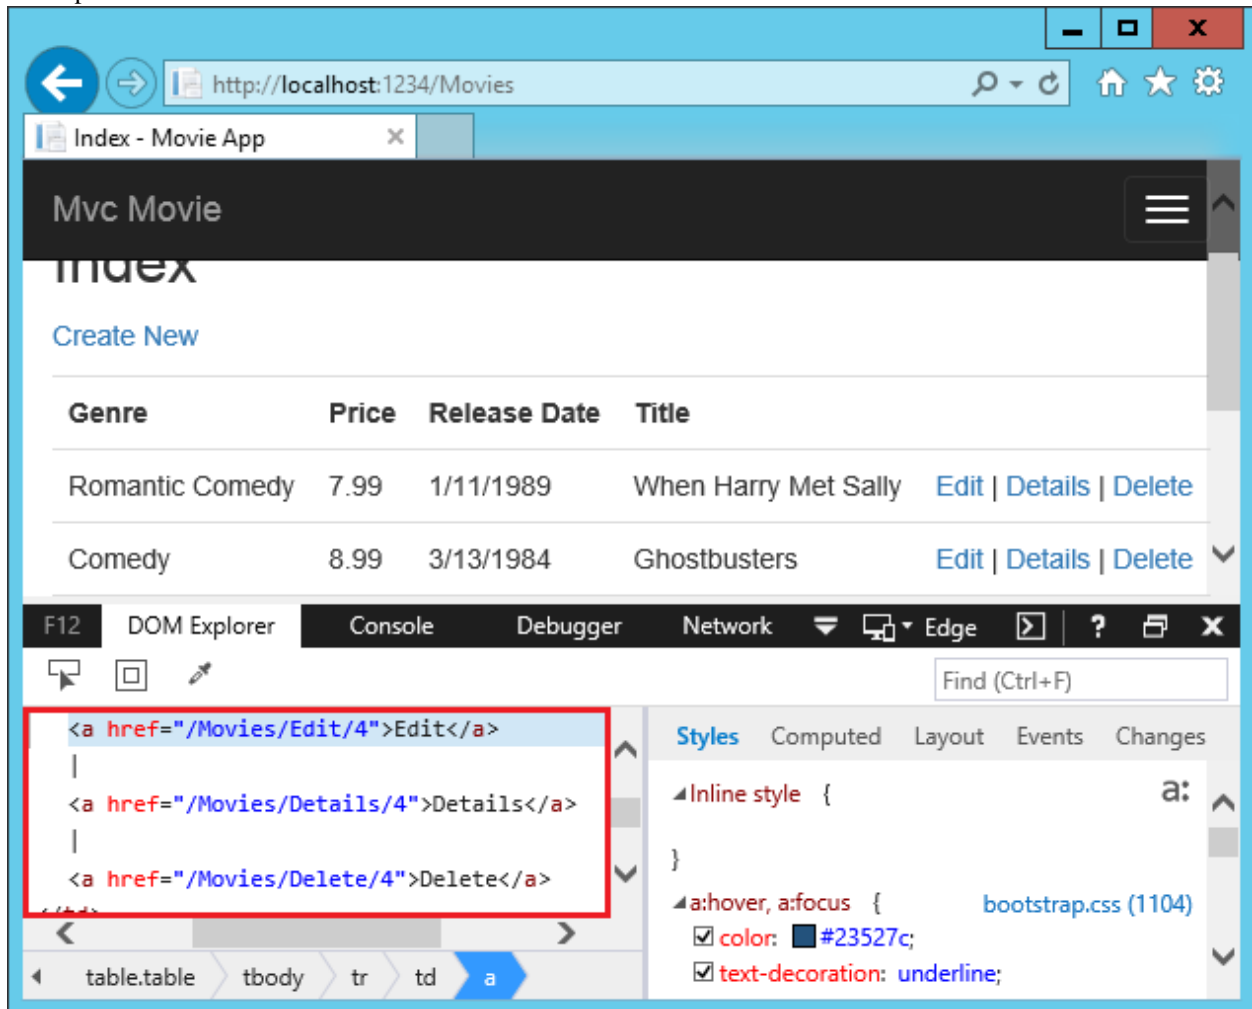 http://localhost:1234/Movies
Index - Movie App
Mvc Movie
Index
Create New
Genre Price Release Date Title
Romantic Comedy 7.99 1/11/1989 When Harry Met Sally Edit | Details | Delete
Comedy 8.99 3/13/1984 Ghostbusters Edit | Details | Delete
F12 DOM Explorer Console Debugger Network Edge ?
Find (Ctrl+F)
<a href="/Movies/Edit/4">Edit</a>
|
<a href="/Movies/Details/4">Details</a>
|
<a href="/Movies/Delete/4">Delete</a>
</td>
table.table tbody tr td a
Styles Computed Layout Events Changes
Inline style {
a:
}
a:hover, a:focus { bootstrap.css (1104)
color: #23527c;
text-decoration: underline;